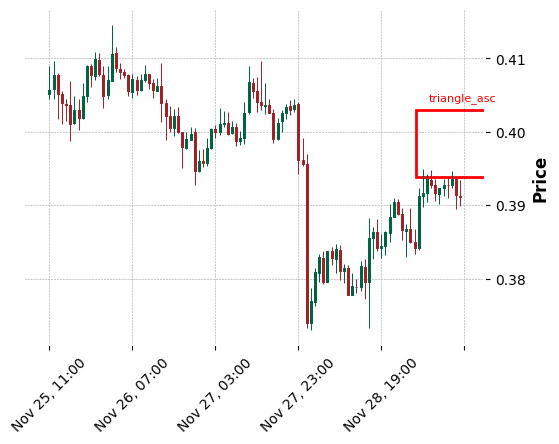 0.41
triangle_asc
0.40
0.39
0.38
Price
Nov 25, 11:00
Nov 26, 07:00
Nov 27, 03:00
Nov 27, 23:00
Nov 28, 19:00